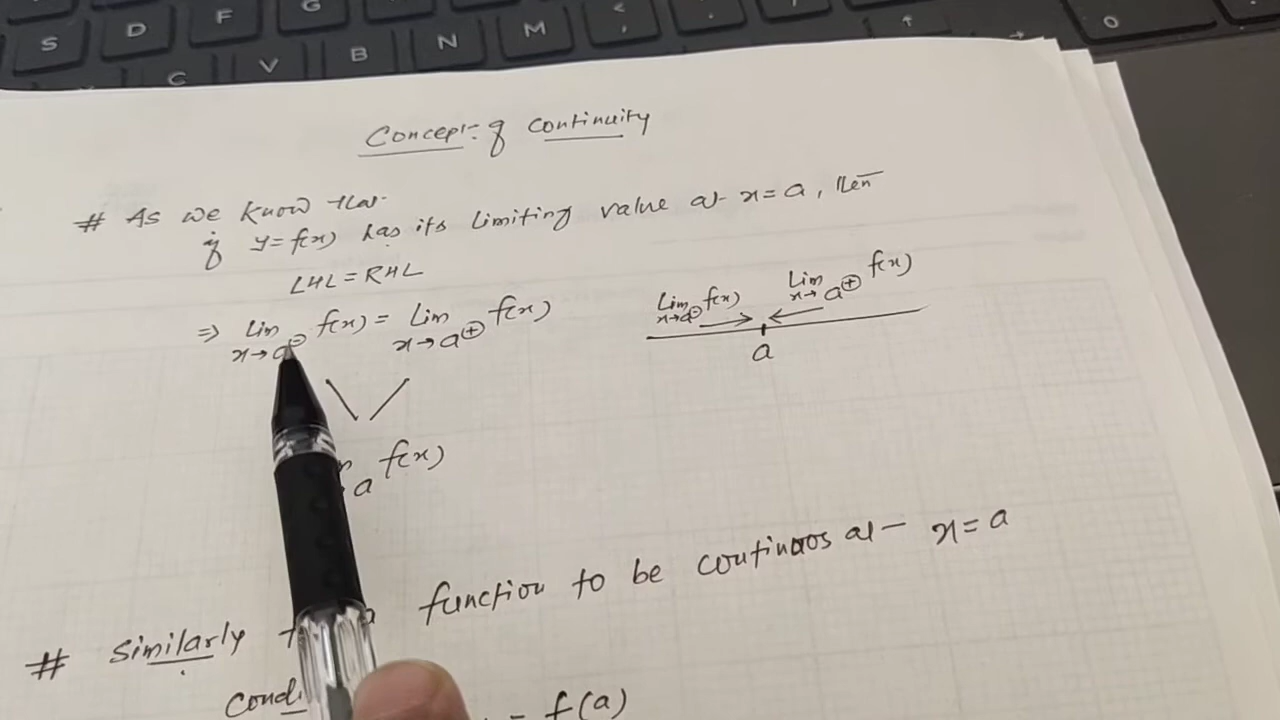 S D F G
C V B N M < ,
Concept of Continuity
# As we know that
if y=f(x) has its limiting value at x=a, then
LHL = RHL
⇒ Lim x→a⊖ f(x) = Lim x→a⊕ f(x)
Lim x→a⊖ f(x) Lim x→a⊕ f(x)
a
a f(x)
# Similarly a function to be continuos at x=a
= f(a)